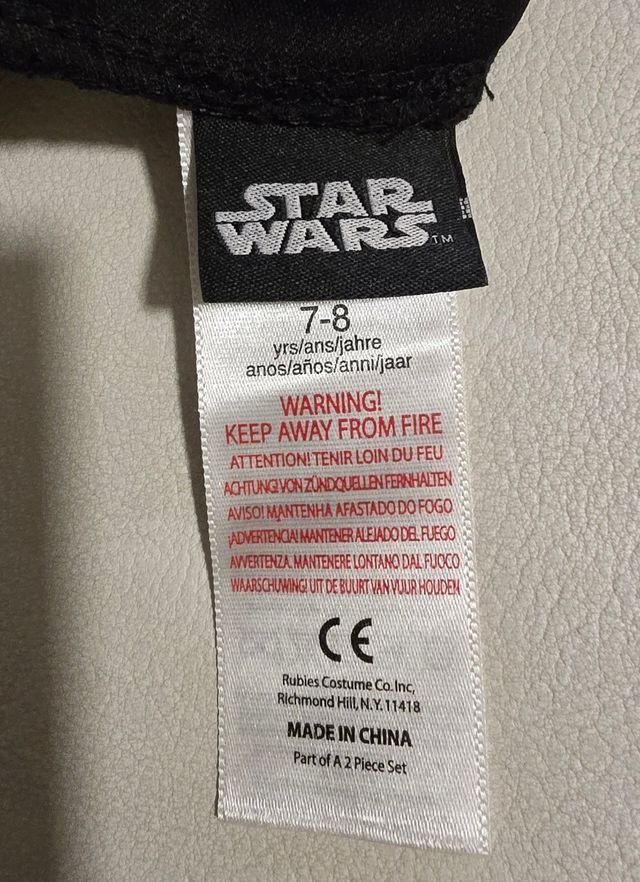 STAR
WARS™
7-8
yrs/ans/jahre
anos/años/anni/jaar
WARNING!
KEEP AWAY FROM FIRE
ATTENTION! TENIR LOIN DU FEU
ACHTUNG! VON ZÜNDQUELLEN FERNHALTEN
AVISO! MANTENHA AFASTADO DO FOGO
¡ADVERTENCIA! MANTENER ALEJADO DEL FUEGO
AVVERTENZA. MANTENERE LONTANO DAL FUOCO
WAARSCHUWING! UIT DE BUURT VAN VUUR HOUDEN
CE
Rubies Costume Co. Inc,
Richmond Hill, N.Y. 11418
MADE IN CHINA
Part of A 2 Piece Set